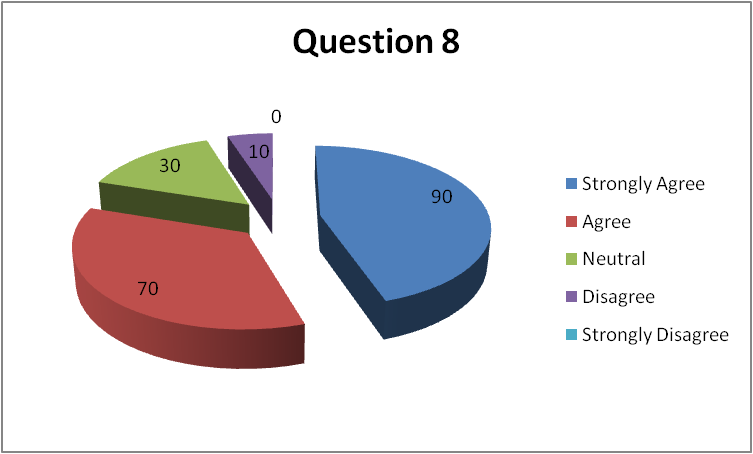 Question 8
0
10
30
90
70
Strongly Agree
Agree
Neutral
Disagree
Strongly Disagree